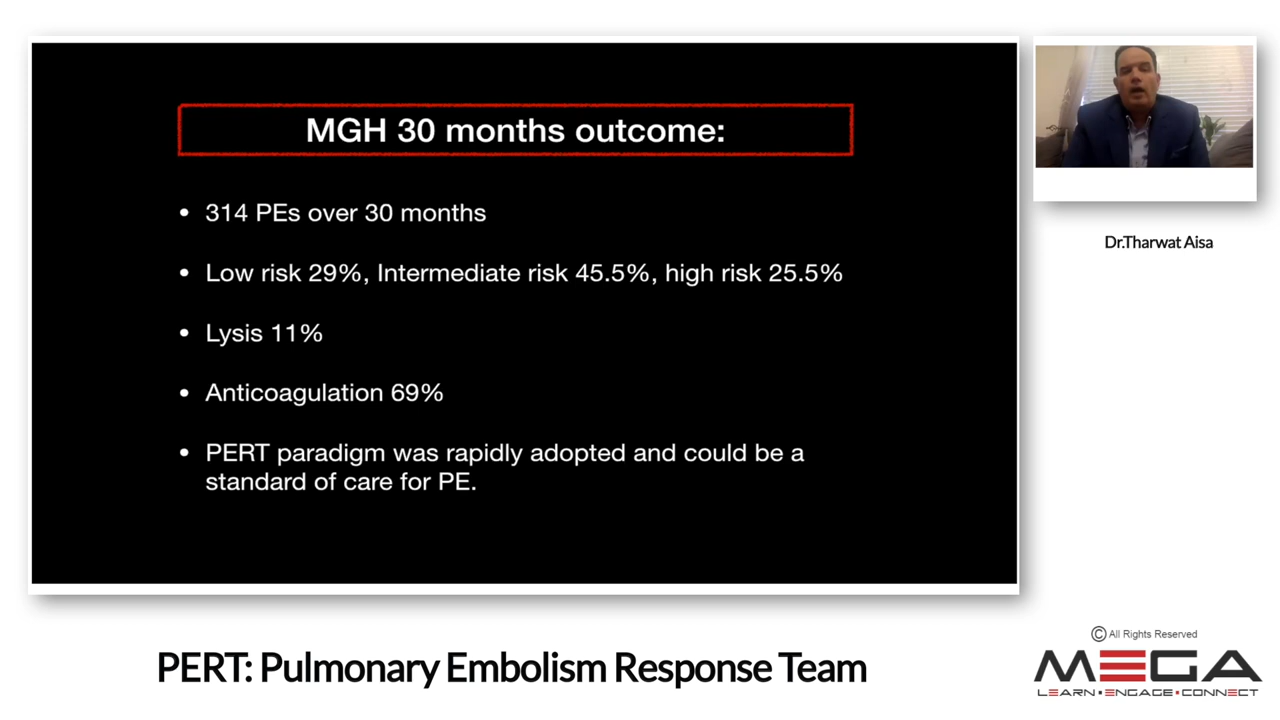 MGH 30 months outcome:
• 314 PEs over 30 months
• Low risk 29%, Intermediate risk 45.5%, high risk 25.5%
• Lysis 11%
• Anticoagulation 69%
• PERT paradigm was rapidly adopted and could be a
standard of care for PE.
Dr.Tharwat Aisa
PERT: Pulmonary Embolism Response Team
© All Rights Reserved
MEGA
LEARN • ENGAGE • CONNECT